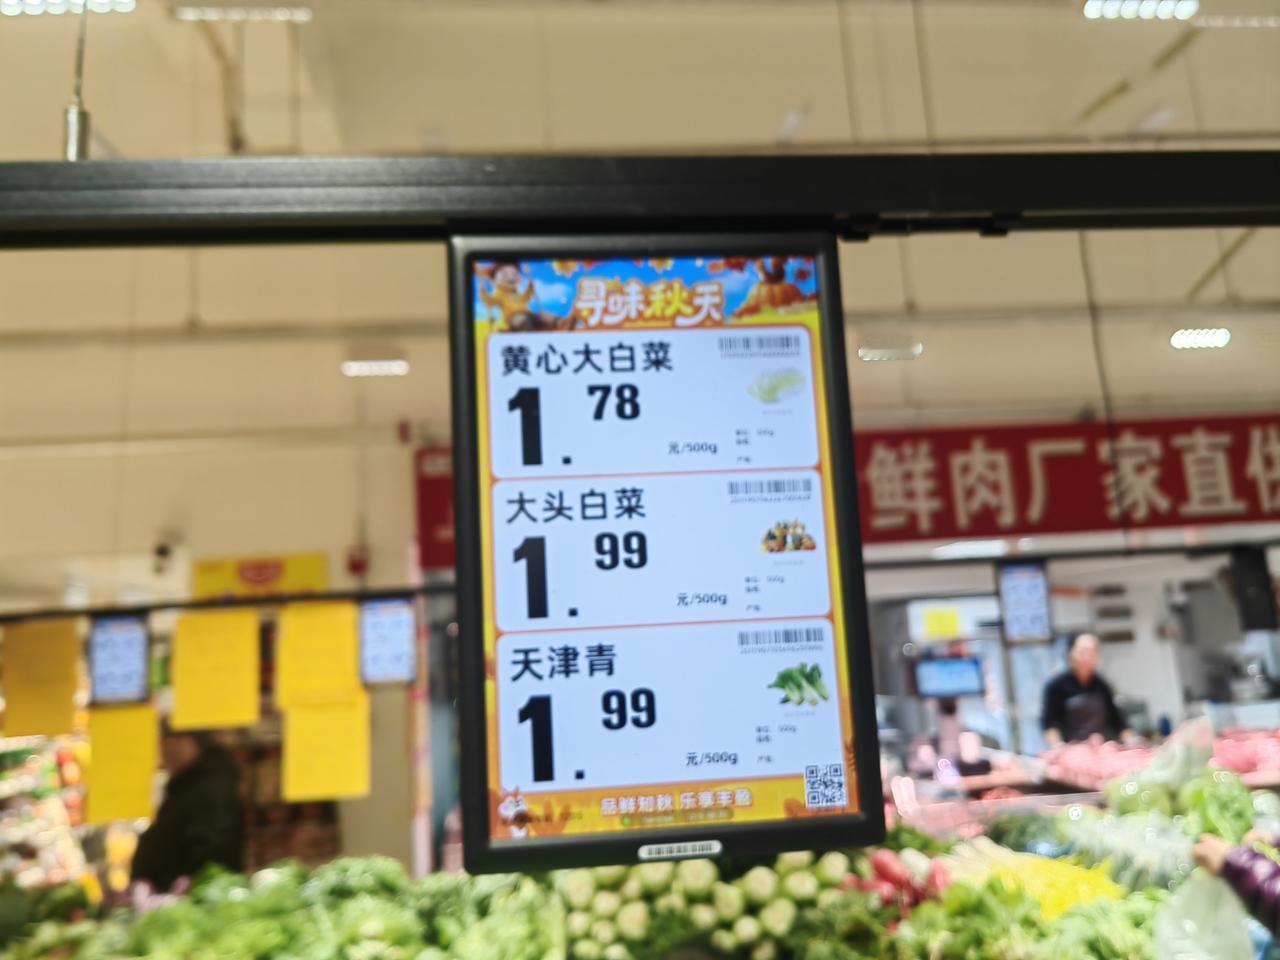 寻味秋天
黄心大白菜
1.78
元/500g
大头白菜
1.99
元/500g
天津青
1.99
元/500g
品鲜知秋 乐享丰盈
鲜肉厂家直供